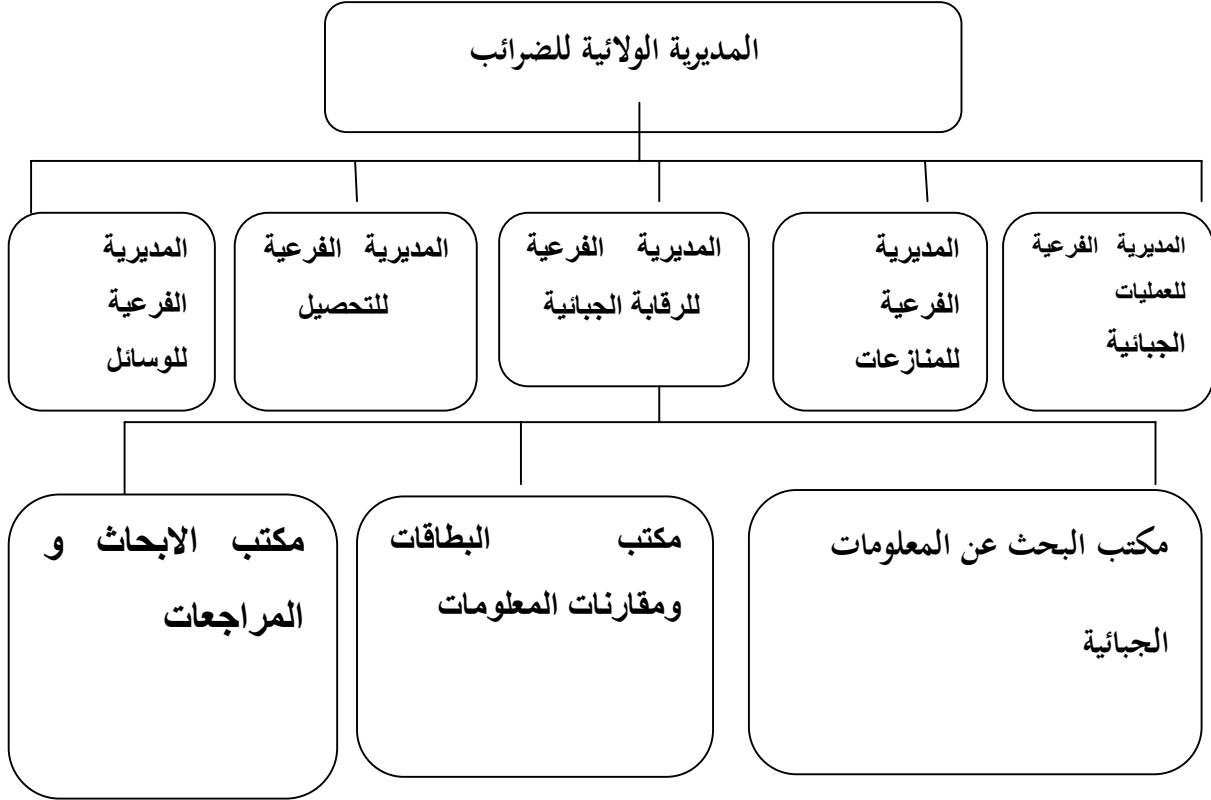 المديرية الولائية للضرائب
المديرية الفرعية
للعمليات
الجبائية
المديرية
الفرعية
للمنازعات
المديرية الفرعية
للرقابة الجبائية
المديرية الفرعية
للتحصيل
المديرية
الفرعية
للوسائل
مكتب البحث عن المعلومات
الجبائية
مكتب البطاقات
ومقارنات المعلومات
مكتب الابحاث و
المراجعات